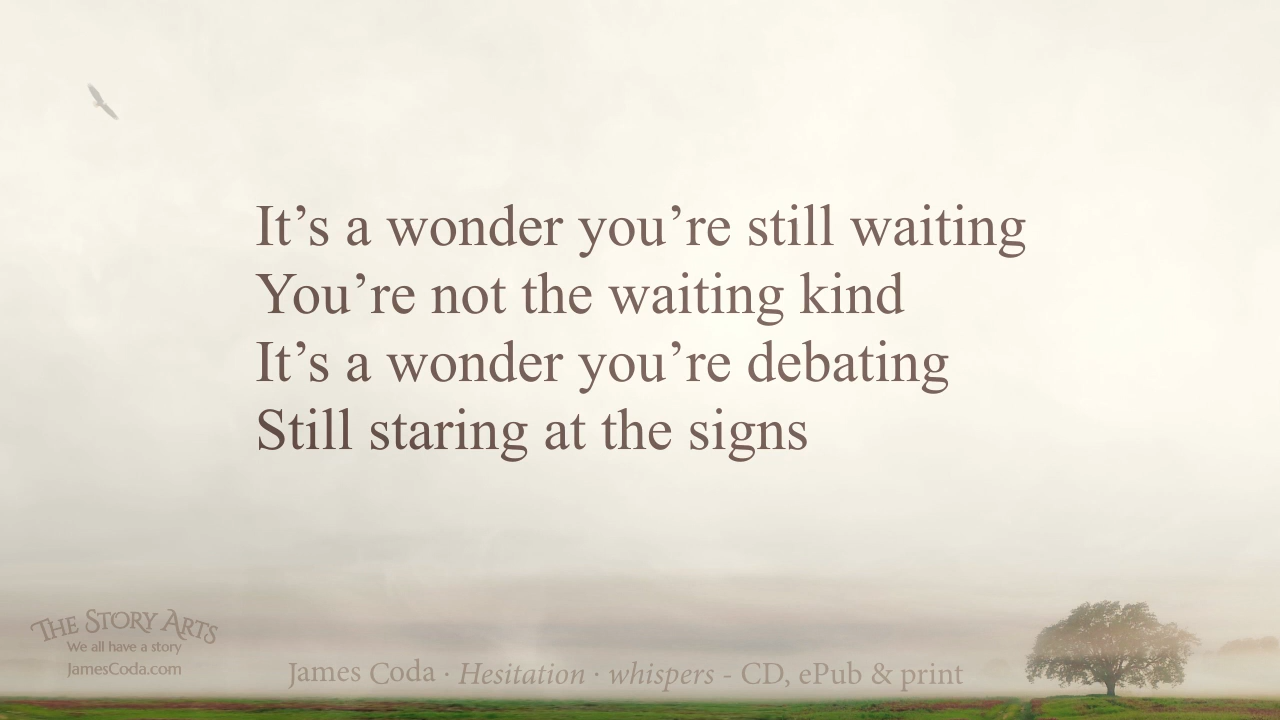 It’s a wonder you’re still waiting
You’re not the waiting kind
It’s a wonder you’re debating
Still staring at the signs
The Story Arts
We all have a story
JamesCoda.com
James Coda · Hesitation · whispers - CD, ePub & print